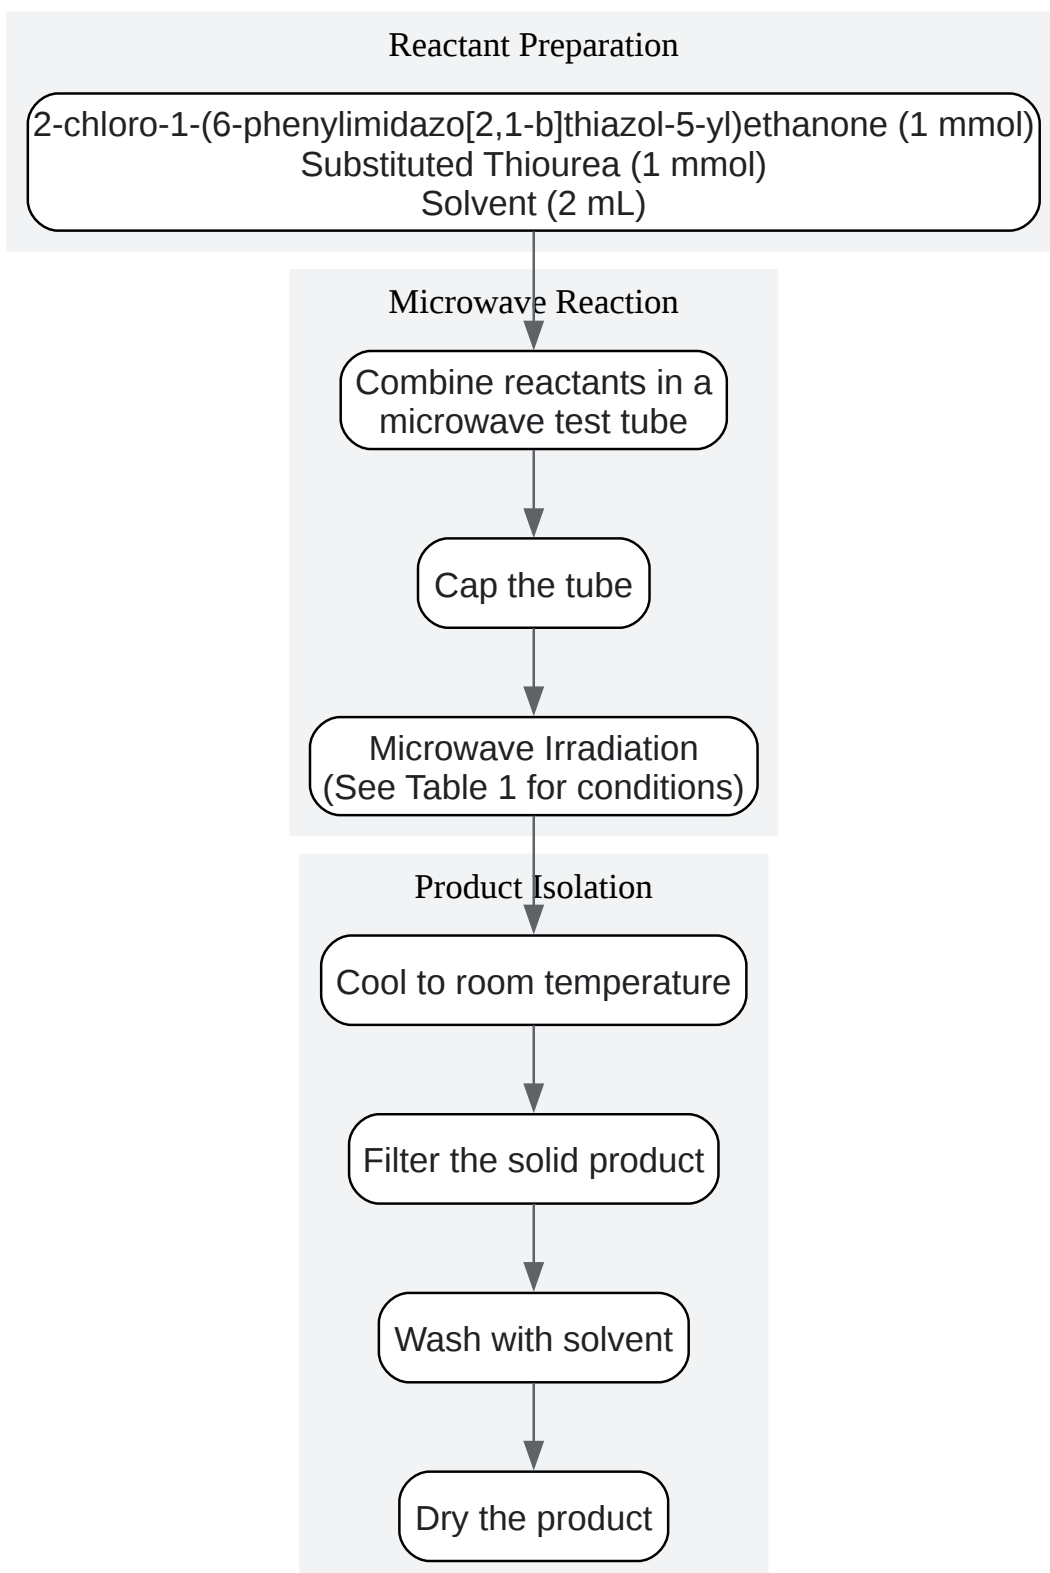 Reactant Preparation
2-chloro-1-(6-phenylimidazo[2,1-b]thiazol-5-yl)ethanone (1 mmol)
Substituted Thiourea (1 mmol)
Solvent (2 mL)
Microwave Reaction
Combine reactants in a
microwave test tube
Cap the tube
Microwave Irradiation
(See Table 1 for conditions)
Product Isolation
Cool to room temperature
Filter the solid product
Wash with solvent
Dry the product